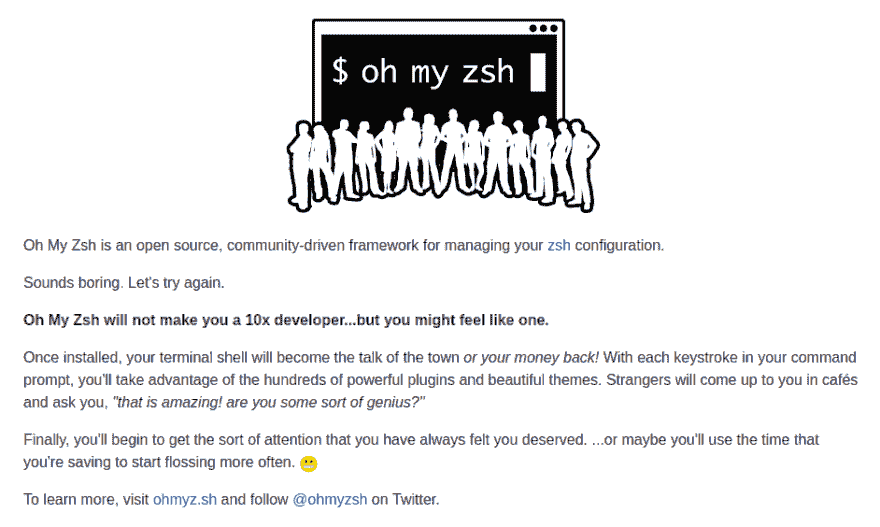 $ oh my zsh
Oh My Zsh is an open source, community-driven framework for managing your zsh configuration.
Sounds boring. Let's try again.
Oh My Zsh will not make you a 10x developer...but you might feel like one.
Once installed, your terminal shell will become the talk of the town or your money back! With each keystroke in your command
prompt, you'll take advantage of the hundreds of powerful plugins and beautiful themes. Strangers will come up to you in cafés
and ask you, "that is amazing! are you some sort of genius?"
Finally, you'll begin to get the sort of attention that you have always felt you deserved. ...or maybe you'll use the time that
you're saving to start flossing more often. 😬
To learn more, visit ohmyz.sh and follow @ohmyzsh on Twitter.